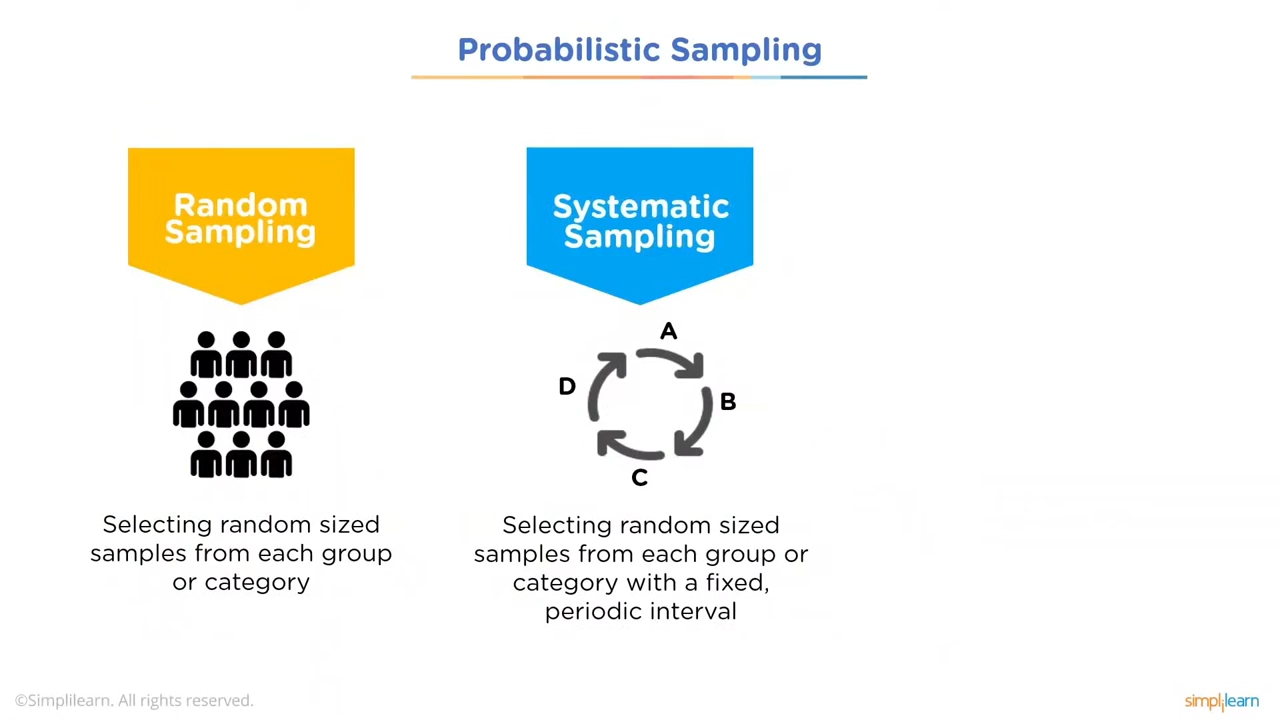 Probabilistic Sampling
Random
Sampling
Selecting random sized
samples from each group
or category
Systematic
Sampling
A
B
C
D
Selecting random sized
samples from each group or
category with a fixed,
periodic interval
©Simplilearn. All rights reserved.
simplilearn